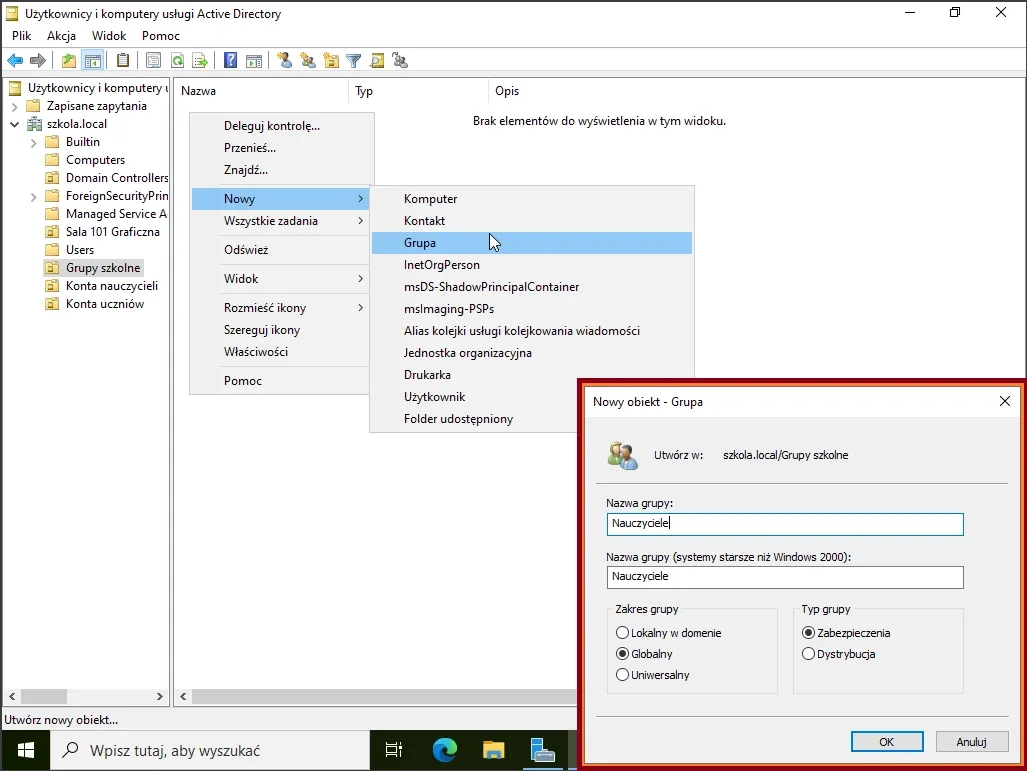 Użytkownicy i komputery usługi Active Directory
Plik Akcja Widok Pomoc
Użytkownicy i komputery u
Zapisane zapytania
szkola.local
Builtin
Computers
Domain Controllers
ForeignSecurityPrin
Managed Service A
Sala 101 Graficzna
Users
Grupy szkolne
Konta nauczycieli
Konta uczniów
Nazwa Typ Opis
Brak elementów do wyświetlenia w tym widoku.
Deleguj kontrolę...
Przenieś...
Znajdź...
Nowy
Wszystkie zadania
Odśwież
Widok
Rozmieść ikony
Szereguj ikony
Właściwości
Pomoc
Komputer
Kontakt
Grupa
InetOrgPerson
msDS-ShadowPrincipalContainer
msImaging-PSPs
Alias kolejki usługi kolejkowania wiadomości
Jednostka organizacyjna
Drukarka
Użytkownik
Folder udostępniony
Nowy obiekt - Grupa
Utwórz w: szkola.local/Grupy szkolne
Nazwa grupy:
Nauczyciele
Nazwa grupy (systemy starsze niż Windows 2000):
Nauczyciele
Zakres grupy
Lokalny w domenie
Globalny
Uniwersalny
Typ grupy
Zabezpieczenia
Dystrybucja
OK Anuluj
Utwórz nowy obiekt...
Wpisz tutaj, aby wyszukać